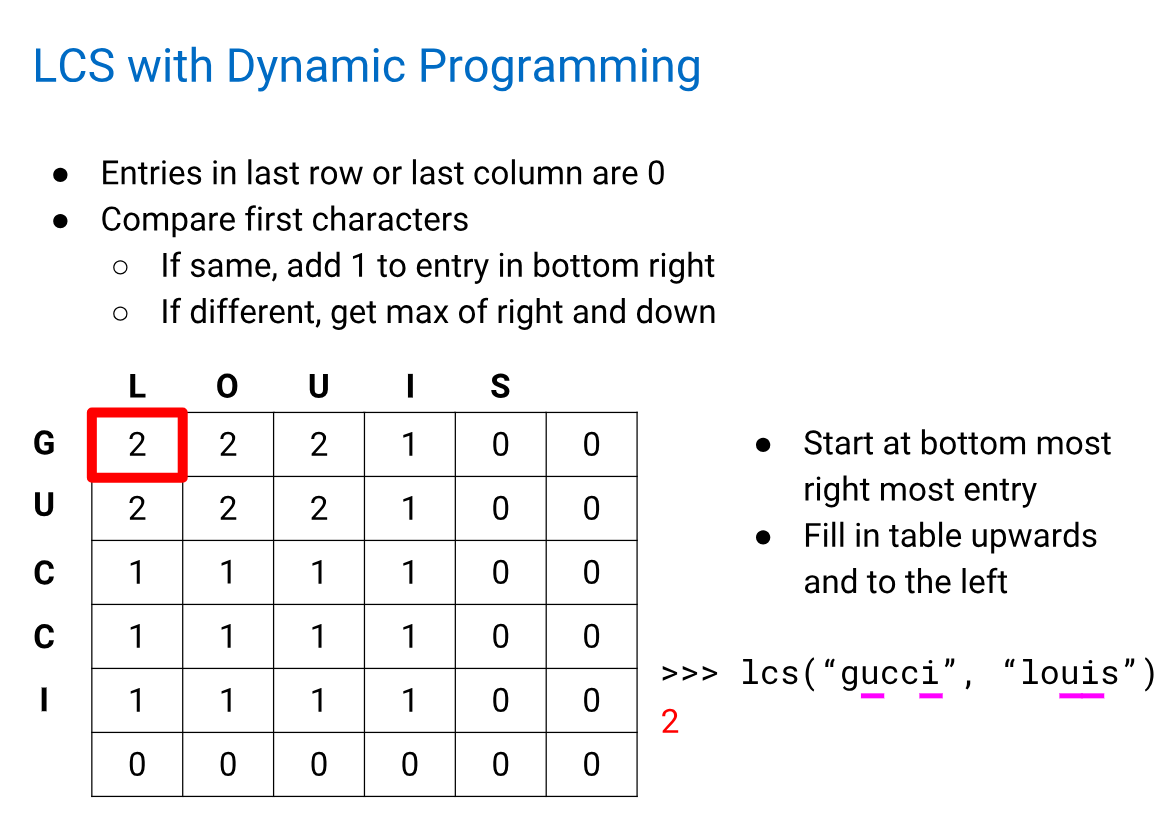 LCS with Dynamic Programming
● Entries in last row or last column are 0
● Compare first characters
○ If same, add 1 to entry in bottom right
○ If different, get max of right and down
L O U I S
G 2 2 2 1 0 0
U 2 2 2 1 0 0
C 1 1 1 1 0 0
C 1 1 1 1 0 0
I 1 1 1 1 0 0
0 0 0 0 0 0
● Start at bottom most
right most entry
● Fill in table upwards
and to the left
>>> lcs(“gucci”, “louis”)
2